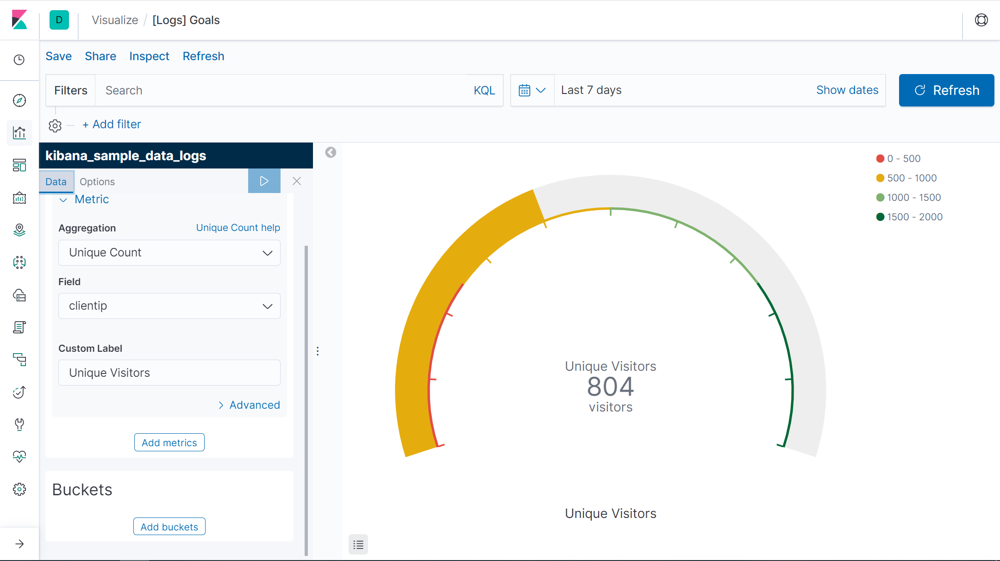 D
Visualize / [Logs] Goals
Save Share Inspect Refresh
Filters Search KQL
Last 7 days Show dates
Refresh
+ Add filter
kibana_sample_data_logs
Data Options
Metric
Aggregation Unique Count help
Unique Count
Field
clientip
Custom Label
Unique Visitors
Advanced
Add metrics
Buckets
Add buckets
0 - 500
500 - 1000
1000 - 1500
1500 - 2000
Unique Visitors
804
visitors
Unique Visitors